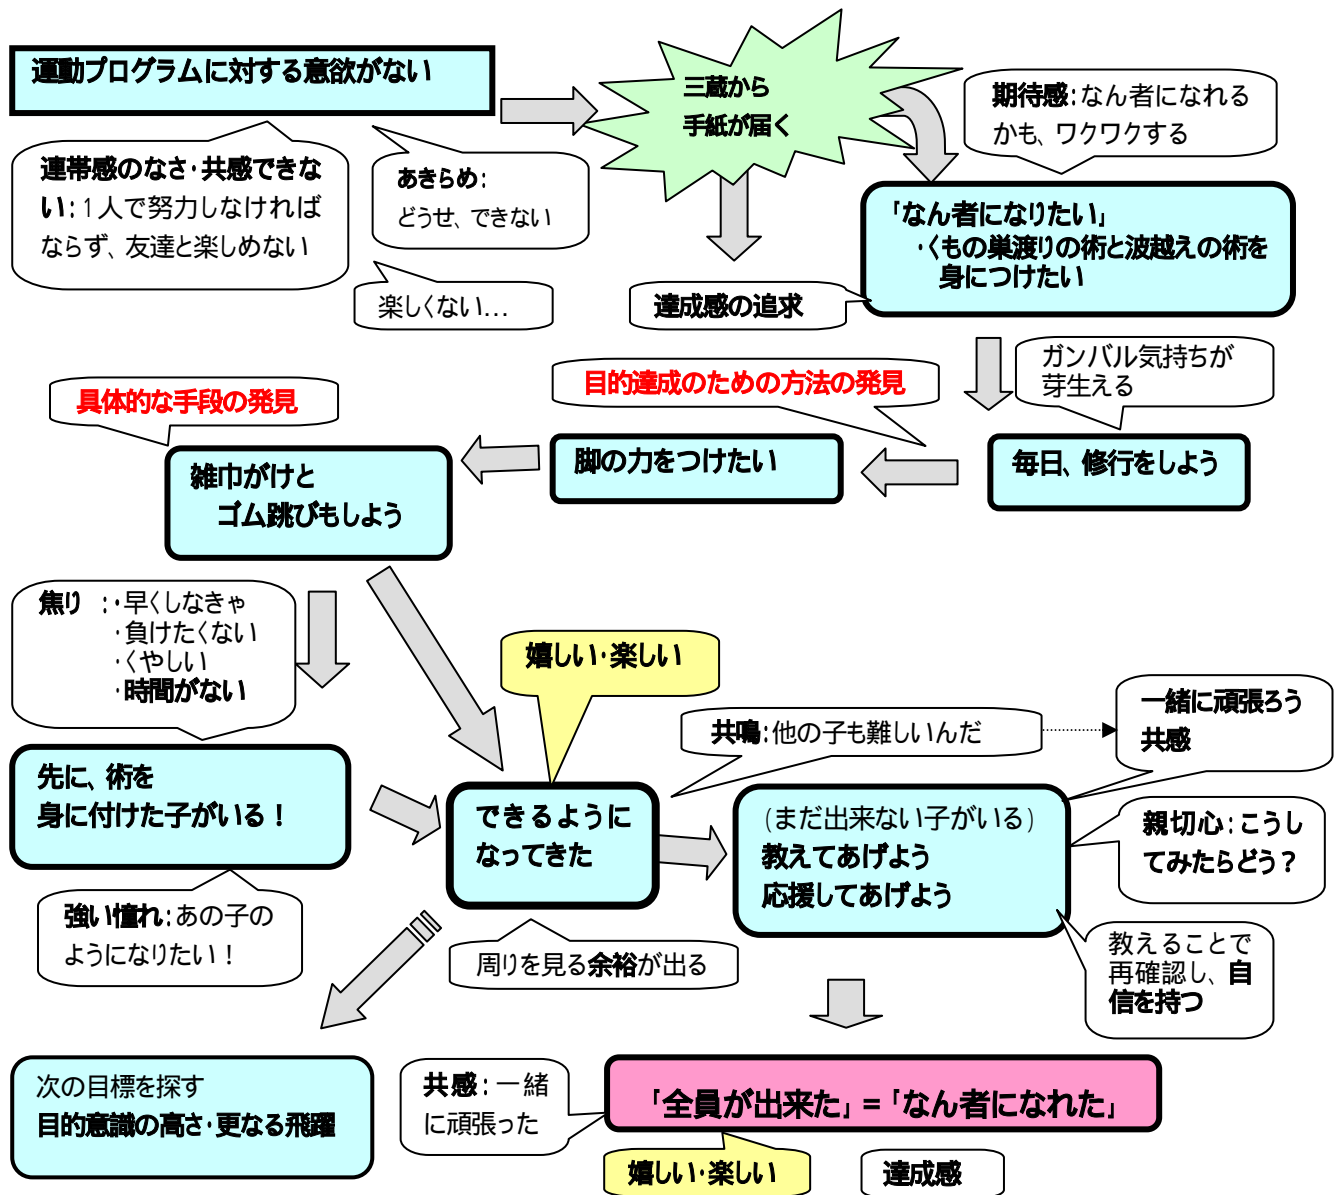 運動プログラムに対する意欲がない
三蔵から
手紙が届く
期待感:なん者になれる
かも、ワクワクする
連帯感のなさ・共感できな
い:1人で努力しなければ
ならず、友達と楽しめない
あきらめ:
どうせ、できない
楽しくない…
「なん者になりたい」
・くもの巣渡りの術と波越えの術を
身につけたい
達成感の追求
ガンバル気持ちが
芽生える
目的達成のための方法の発見
具体的な手段の発見
毎日、修行をしよう
脚の力をつけたい
雑巾がけと
ゴム跳びもしよう
焦り :・早くしなきゃ
・負けたくない
・くやしい
・時間がない
嬉しい・楽しい
共鳴:他の子も難しいんだ
一緒に頑張ろう
共感
先に、術を
身に付けた子がいる!
できるように
なってきた
(まだ出来ない子がいる)
教えてあげよう
応援してあげよう
親切心:こうし
てみたらどう?
強い憧れ:あの子の
ようになりたい!
周りを見る余裕が出る
教えることで
再確認し、自
信を持つ
次の目標を探す
目的意識の高さ・更なる飛躍
共感:一緒
に頑張った
「全員が出来た」=「なん者になれた」
嬉しい・楽しい
達成感